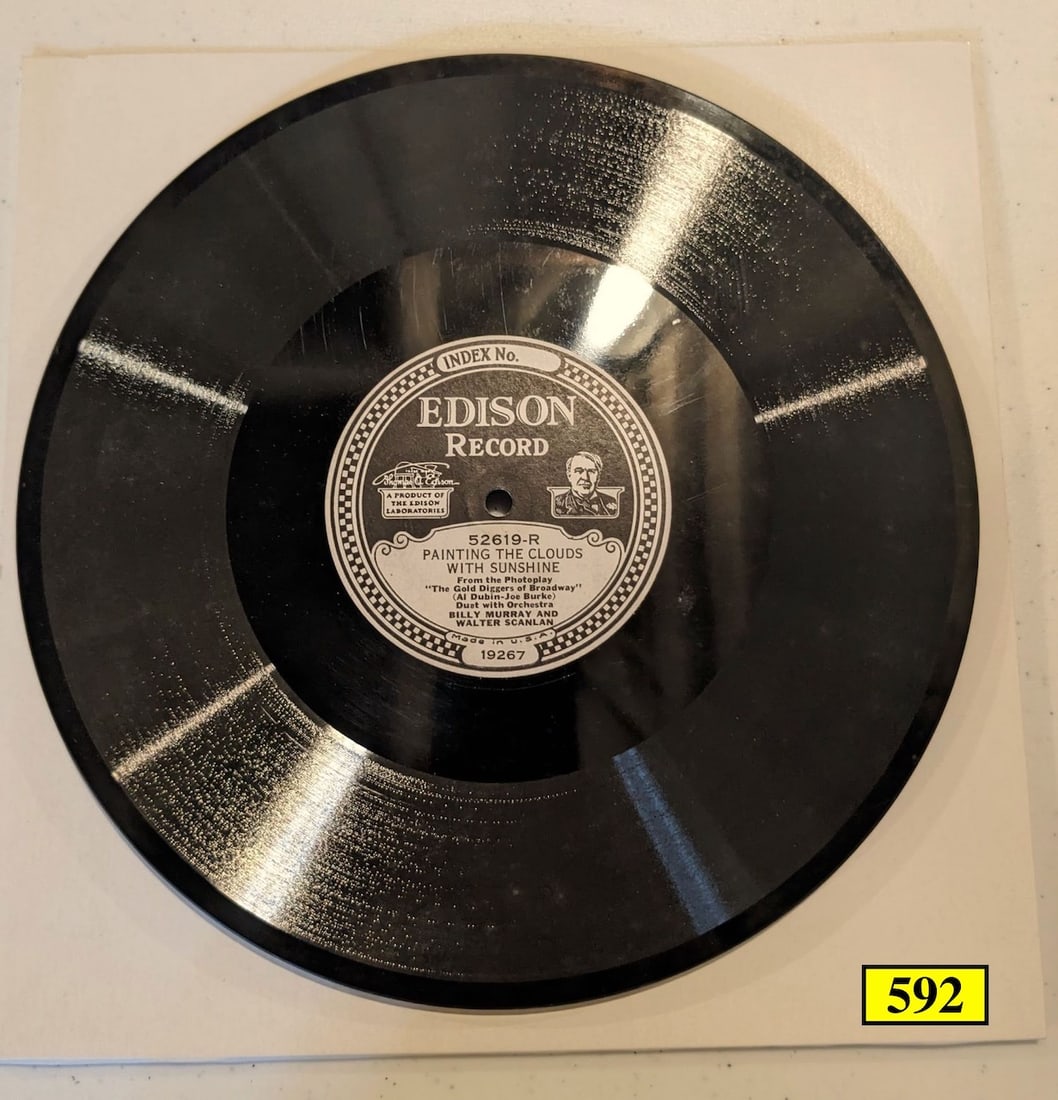 INDEX No.
EDISON
RECORD
Thomas A Edison
A PRODUCT OF
THE EDISON
LABORATORIES
52619-R
PAINTING THE CLOUDS
WITH SUNSHINE
From the Photoplay
"The Gold Diggers of Broadway"
(Al Dubin-Joe Burke)
Duet with Orchestra
BILLY MURRAY AND
WALTER SCANLAN
Made in U.S.A.
19267
592